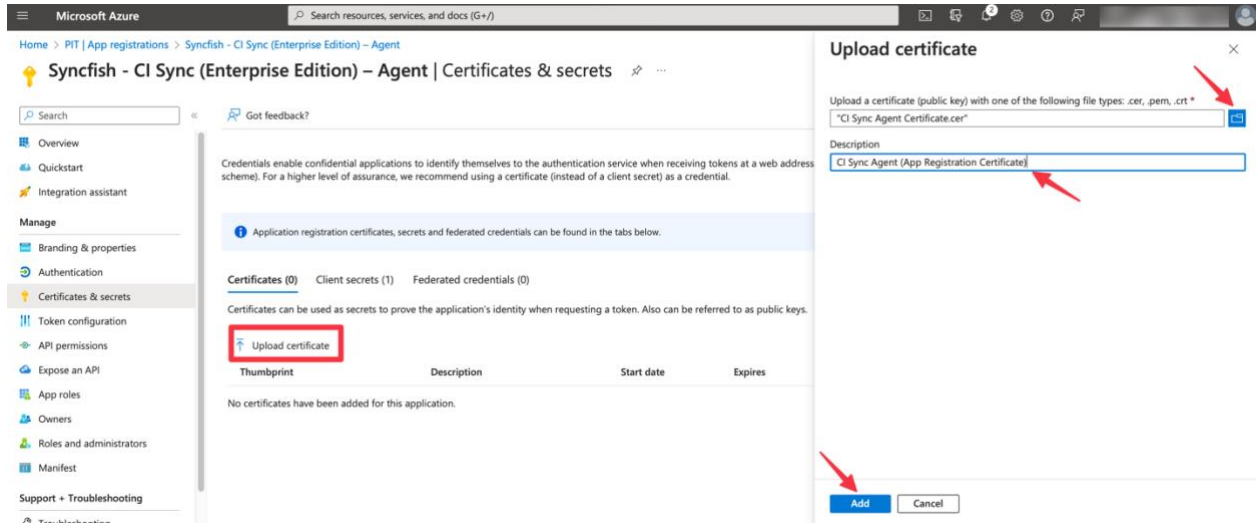 Microsoft Azure
Search resources, services, and docs (G+/)
2
Home > PIT | App registrations > Syncfish - CI Sync (Enterprise Edition) – Agent
Syncfish - CI Sync (Enterprise Edition) – Agent | Certificates & secrets
Search
Overview
Quickstart
Integration assistant
Manage
Branding & properties
Authentication
Certificates & secrets
Token configuration
API permissions
Expose an API
App roles
Owners
Roles and administrators
Manifest
Support + Troubleshooting
Troubleshooting
Got feedback?
Credentials enable confidential applications to identify themselves to the authentication service when receiving tokens at a web address
scheme). For a higher level of assurance, we recommend using a certificate (instead of a client secret) as a credential.
Application registration certificates, secrets and federated credentials can be found in the tabs below.
Certificates (0) Client secrets (1) Federated credentials (0)
Certificates can be used as secrets to prove the application's identity when requesting a token. Also can be referred to as public keys.
Upload certificate
Thumbprint Description Start date Expires
No certificates have been added for this application.
Upload certificate
Upload a certificate (public key) with one of the following file types: .cer, .pem, .crt *
"CI Sync Agent Certificate.cer"
Description
CI Sync Agent (App Registration Certificate)
Add Cancel